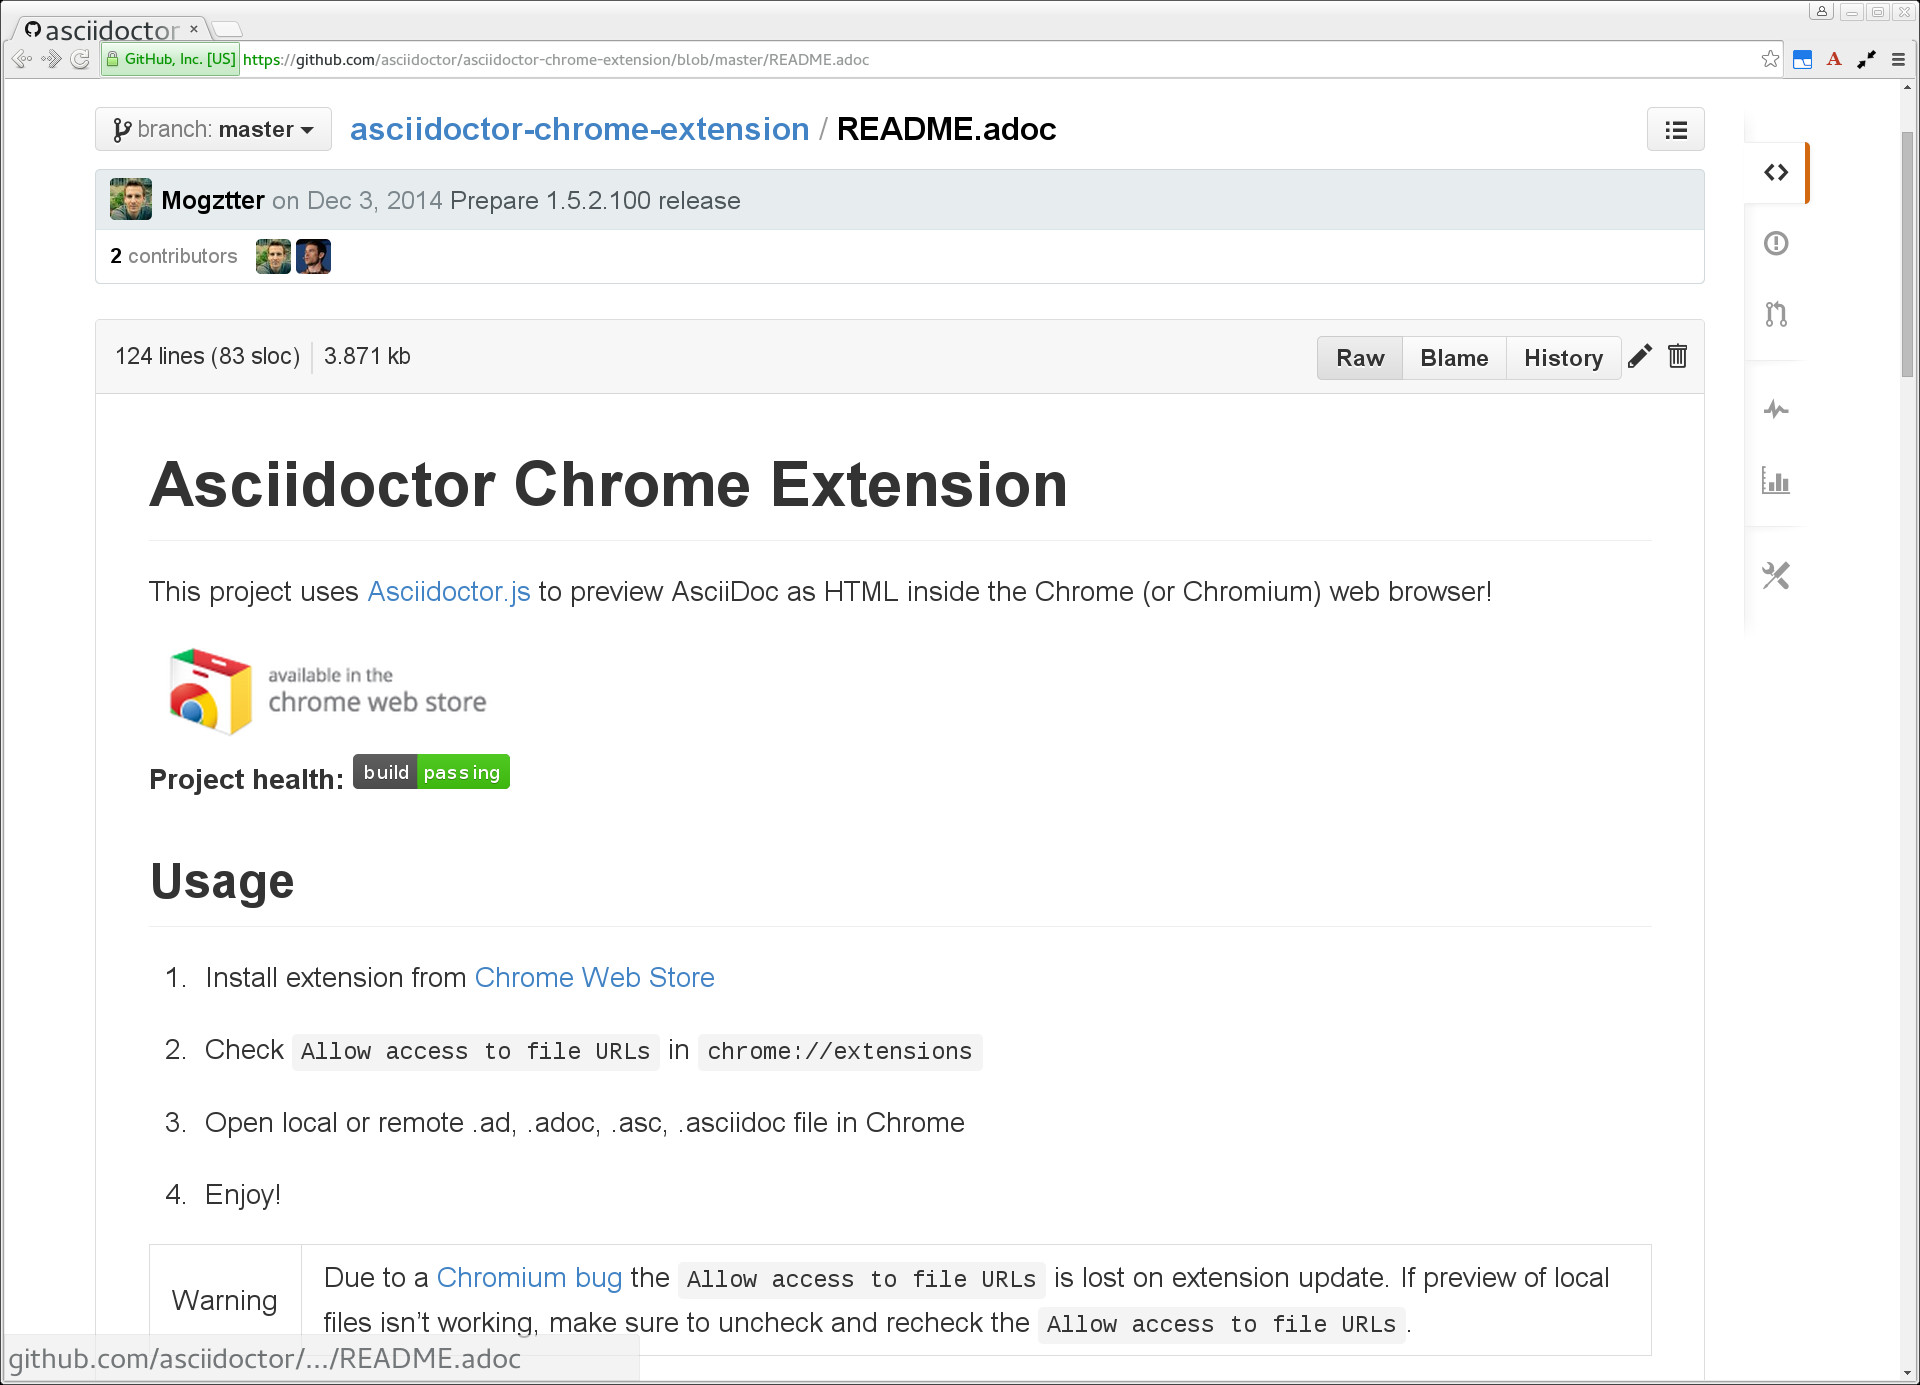 asciidoctor ×
GitHub, Inc. [US] https://github.com/asciidoctor/asciidoctor-chrome-extension/blob/master/README.adoc
A
branch: master asciidoctor-chrome-extension / README.adoc
Mogztter on Dec 3, 2014 Prepare 1.5.2.100 release
2 contributors
124 lines (83 sloc) 3.871 kb Raw Blame History
Asciidoctor Chrome Extension
This project uses Asciidoctor.js to preview AsciiDoc as HTML inside the Chrome (or Chromium) web browser!
available in the
chrome web store
Project health: build passing
Usage
1. Install extension from Chrome Web Store
2. Check Allow access to file URLs in chrome://extensions
3. Open local or remote .ad, .adoc, .asc, .asciidoc file in Chrome
4. Enjoy!
Warning
Due to a Chromium bug the Allow access to file URLs is lost on extension update. If preview of local
files isn't working, make sure to uncheck and recheck the Allow access to file URLs .
github.com/asciidoctor/.../README.adoc